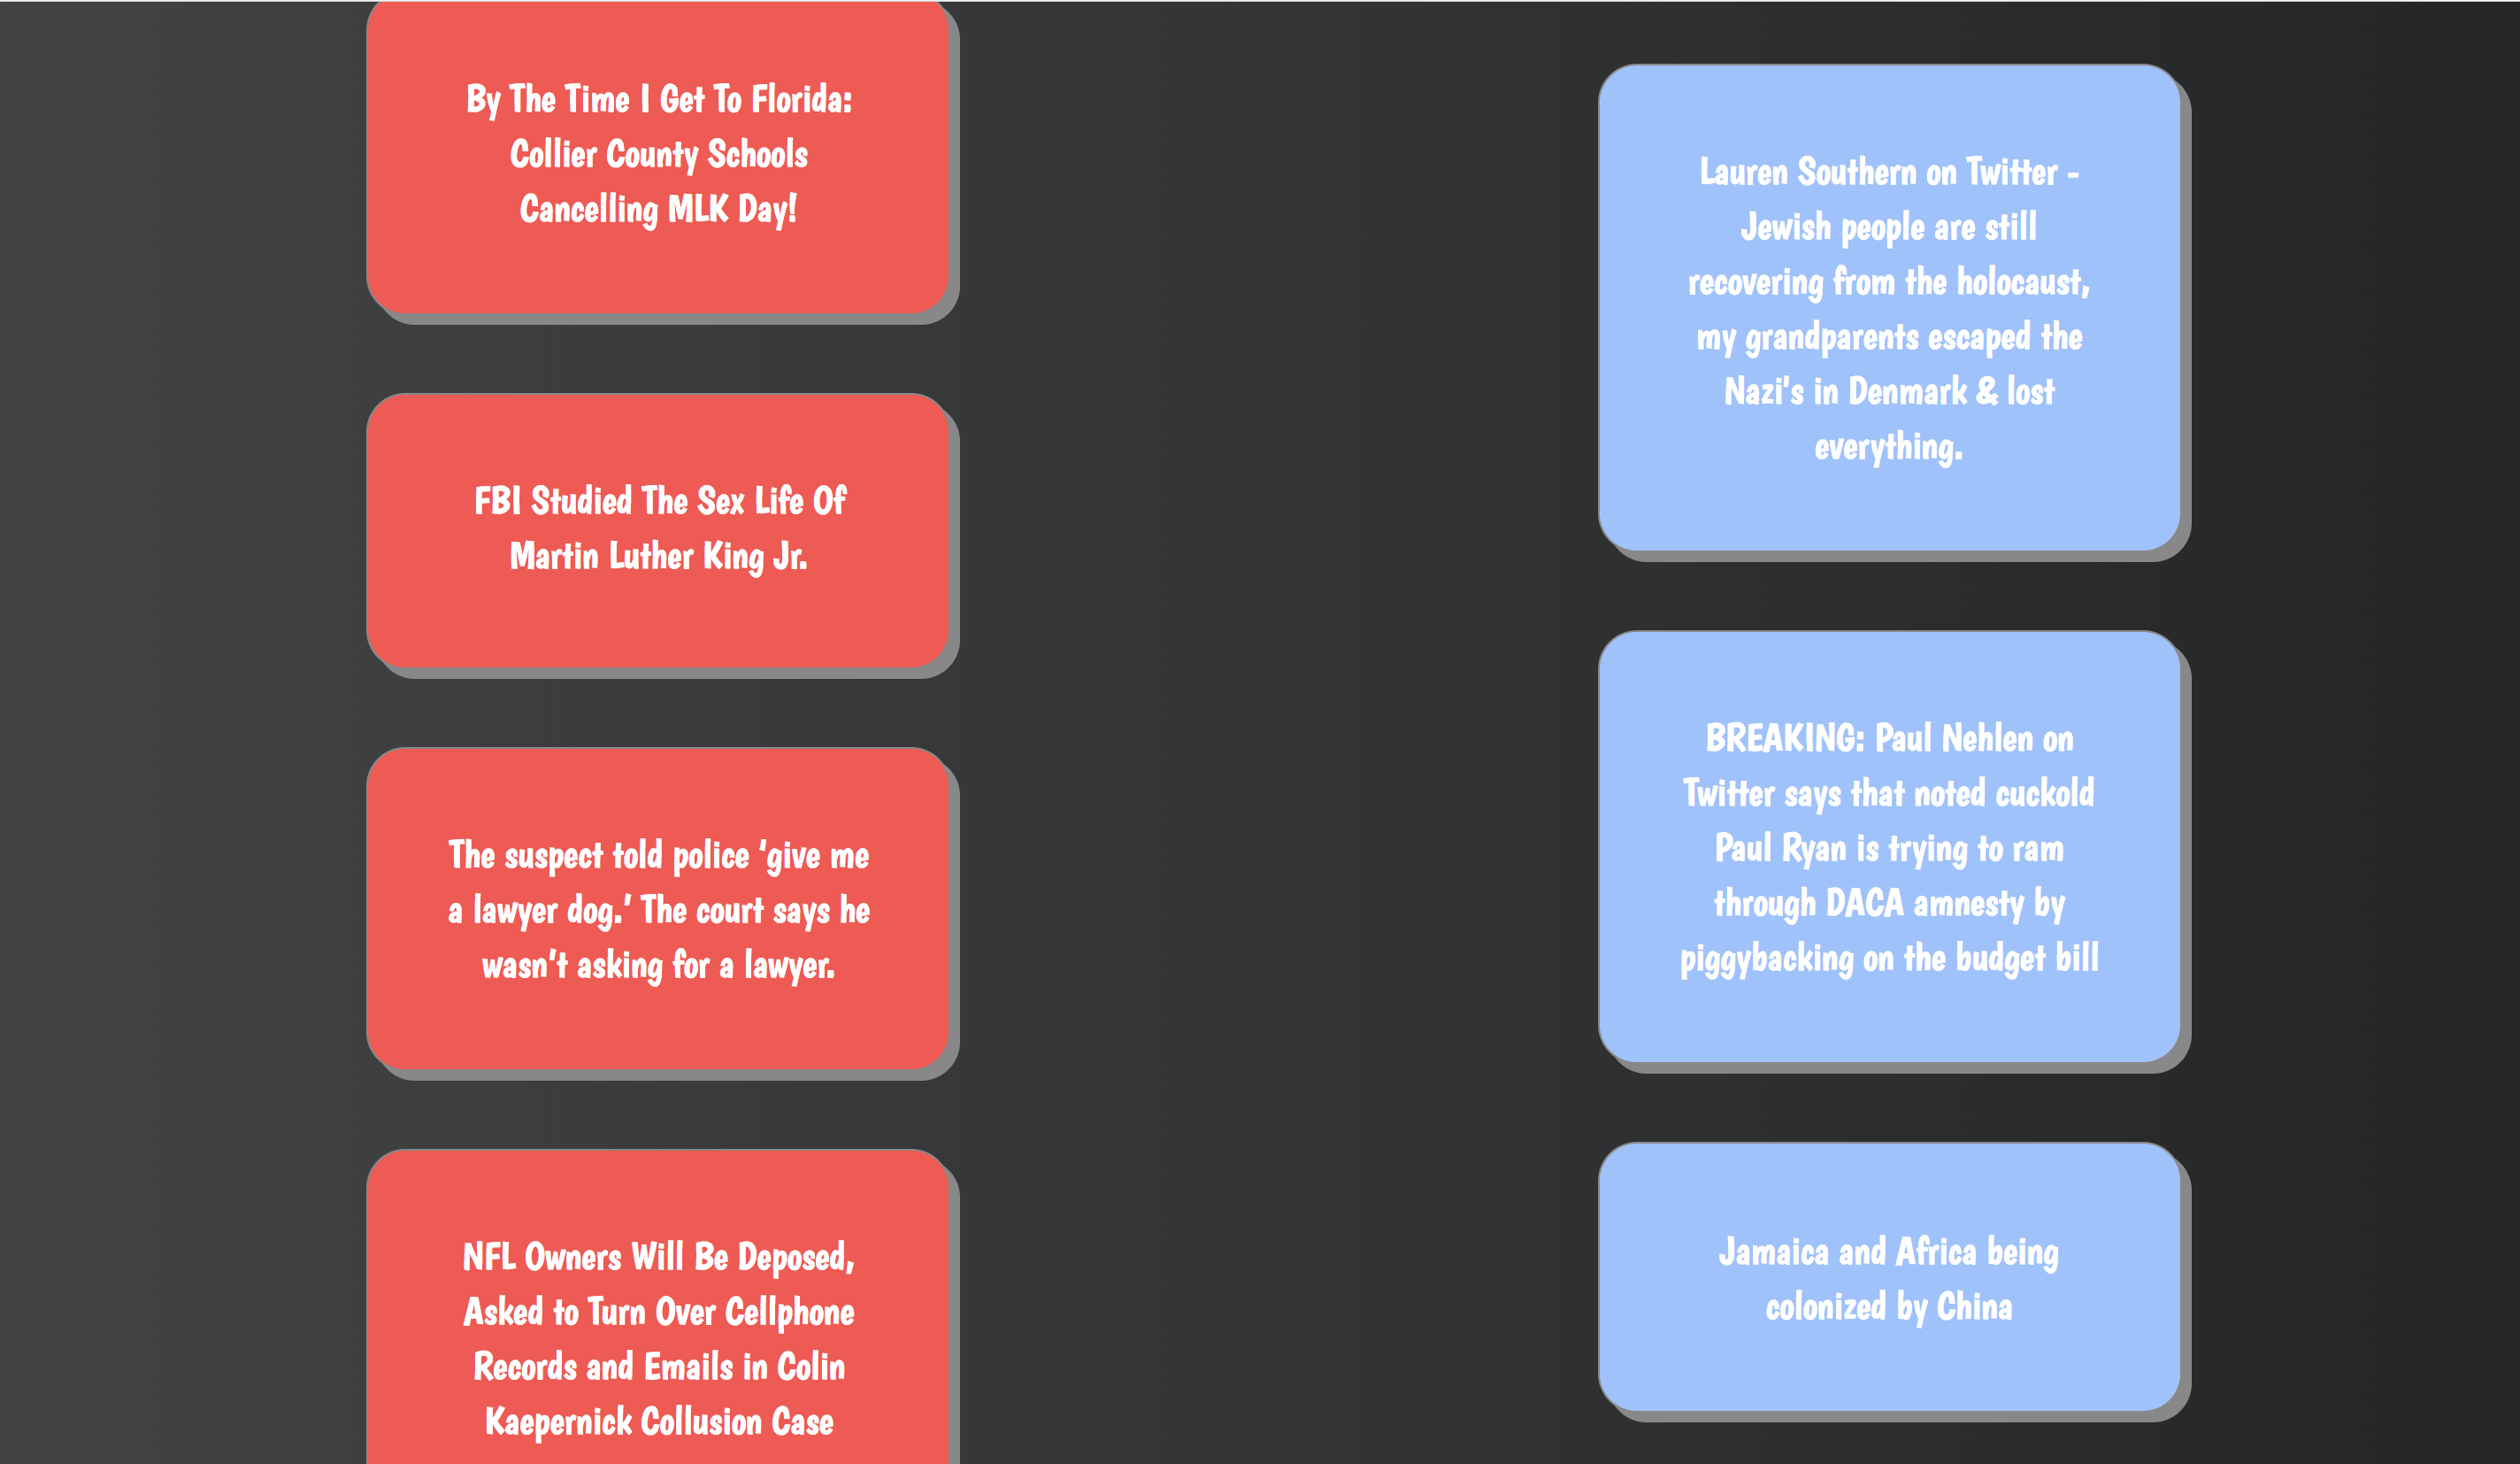 By The Time I Get To Florida:
Collier County Schools
Cancelling MLK Day!
FBI Studied The Sex Life Of
Martin Luther King Jr.
The suspect told police ‘give me
a lawyer dog.’ The court says he
wasn’t asking for a lawyer.
NFL Owners Will Be Deposed,
Asked to Turn Over Cellphone
Records and Emails in Colin
Kaepernick Collusion Case
Lauren Southern on Twitter -
Jewish people are still
recovering from the holocaust,
my grandparents escaped the
Nazi's in Denmark & lost
everything.
BREAKING: Paul Nehlen on
Twitter says that noted cuckold
Paul Ryan is trying to ram
through DACA amnesty by
piggybacking on the budget bill
Jamaica and Africa being
colonized by China